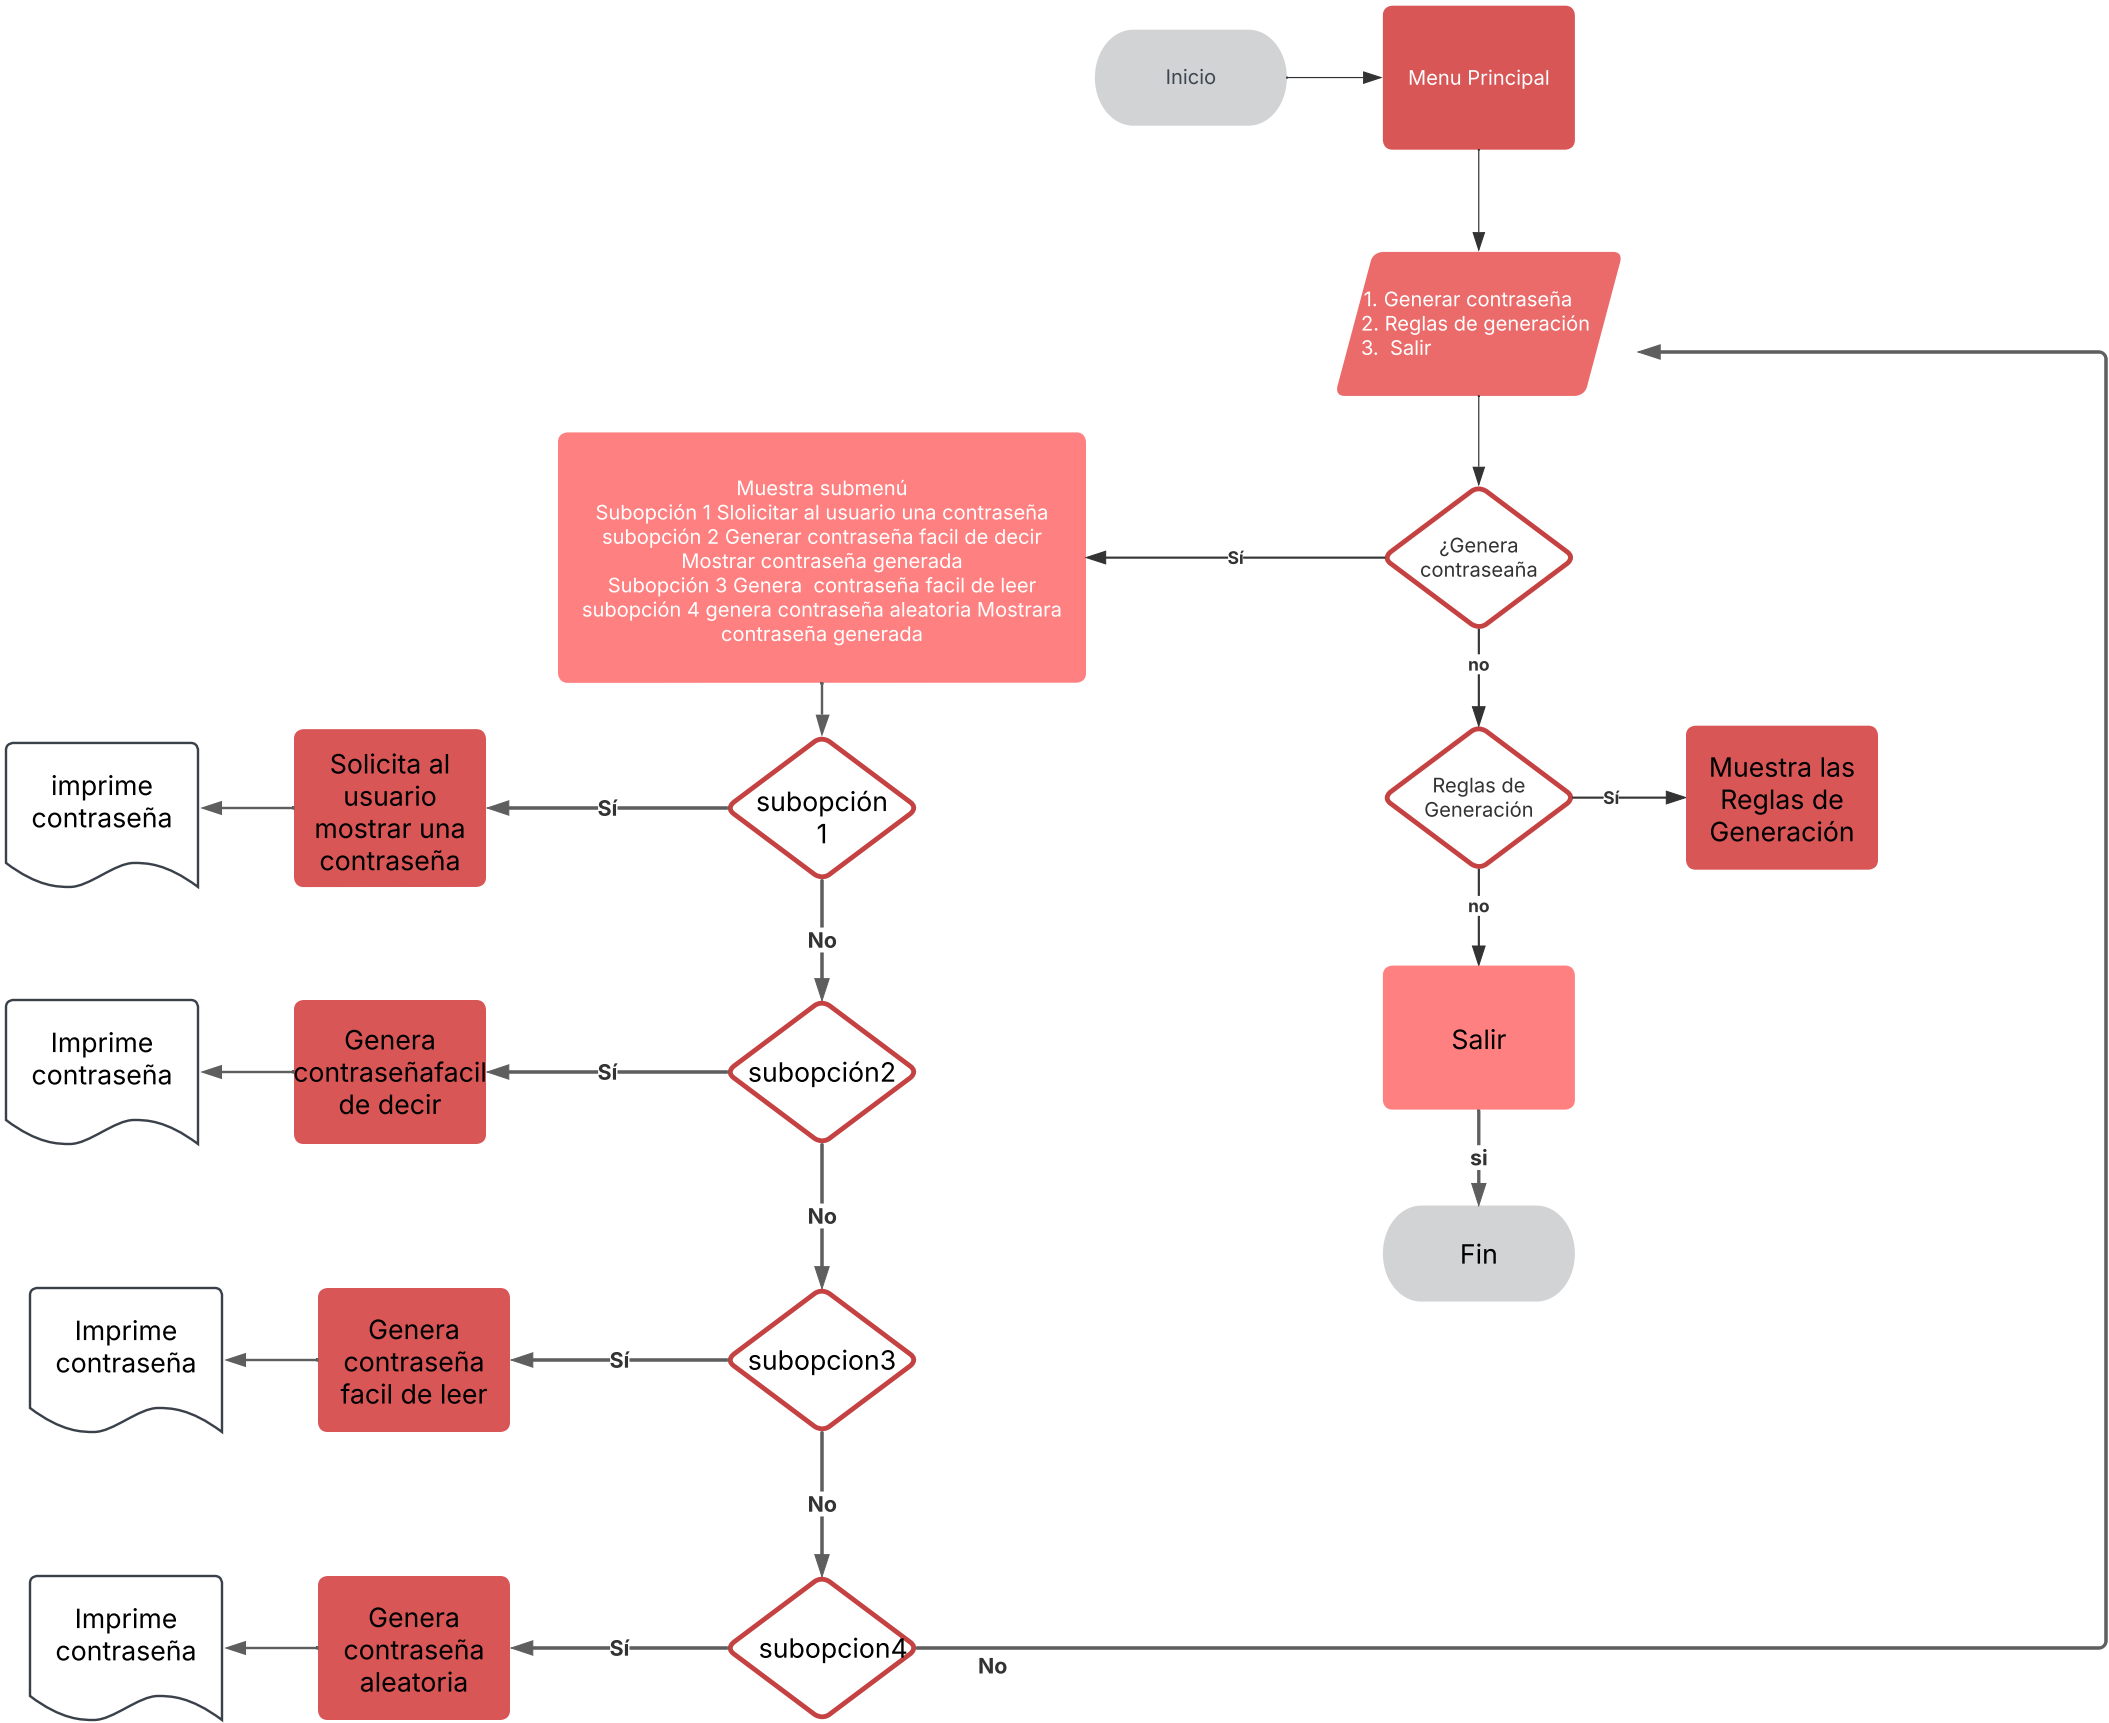 Inicio
Menu Principal
1. Generar contraseña
2. Reglas de generación
3. Salir
Muestra submenú
Subopción 1 Slolicitar al usuario una contraseña
subopción 2 Generar contraseña facil de decir
Mostrar contraseña generada
Subopción 3 Genera contraseña facil de leer
subopción 4 genera contraseña aleatoria Mostrara
contraseña generada
Sí
¿Genera
contraseaña
no
imprime
contraseña
Solicita al
usuario
mostrar una
contraseña
Sí
subopción
1
Reglas de
Generación
Sí
Muestra las
Reglas de
Generación
No
no
Imprime
contraseña
Genera
contraseñafacil
de decir
Sí
subopción2
Salir
si
No
Fin
Imprime
contraseña
Genera
contraseña
facil de leer
Sí
subopcion3
No
Imprime
contraseña
Genera
contraseña
aleatoria
Sí
subopcion4
No